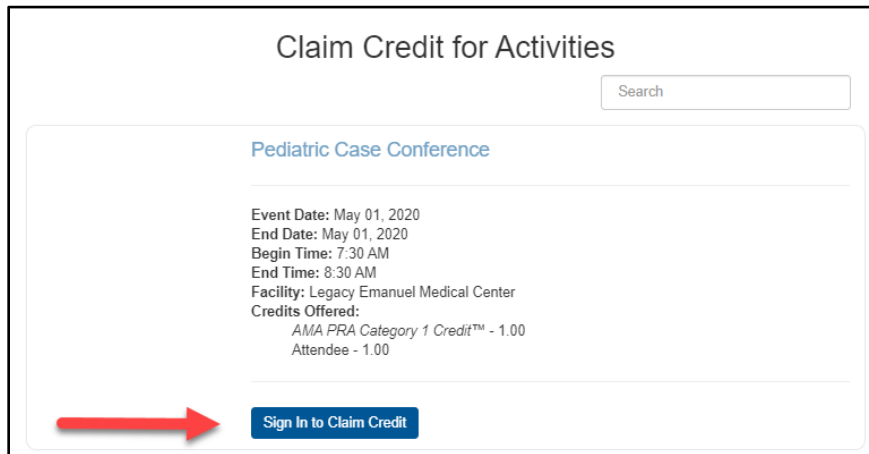 Claim Credit for Activities
Search
Pediatric Case Conference
Event Date: May 01, 2020
End Date: May 01, 2020
Begin Time: 7:30 AM
End Time: 8:30 AM
Facility: Legacy Emanuel Medical Center
Credits Offered:
AMA PRA Category 1 Credit™ - 1.00
Attendee - 1.00
Sign In to Claim Credit